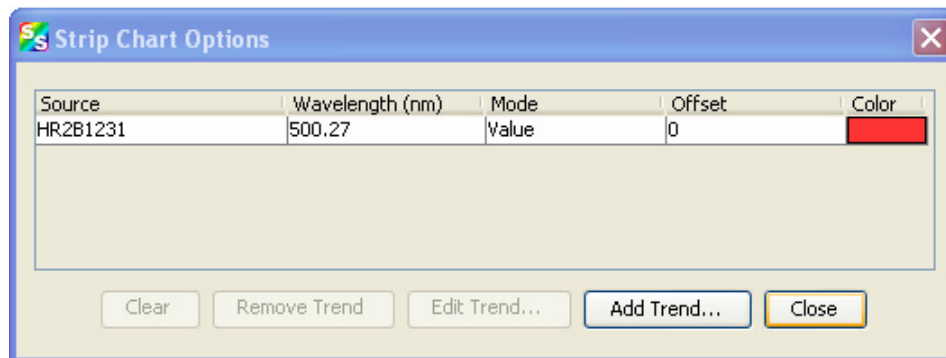 SS Strip Chart Options
Source Wavelength (nm) Mode Offset Color
HR2B1231 500.27 Value 0
Clear Remove Trend Edit Trend... Add Trend... Close